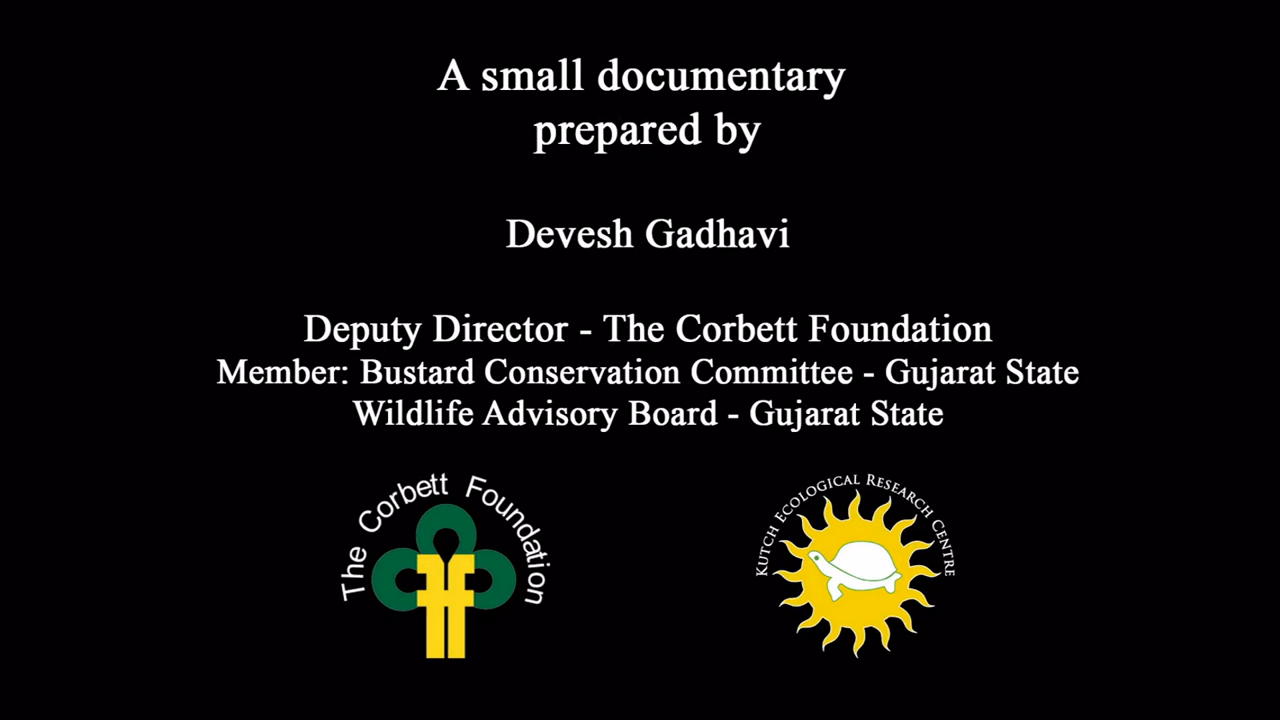 A small documentary
prepared by
Devesh Gadhavi
Deputy Director - The Corbett Foundation
Member: Bustard Conservation Committee - Gujarat State
Wildlife Advisory Board - Gujarat State
The Corbett Foundation
KUTCH ECOLOGICAL RESEARCH CENTRE